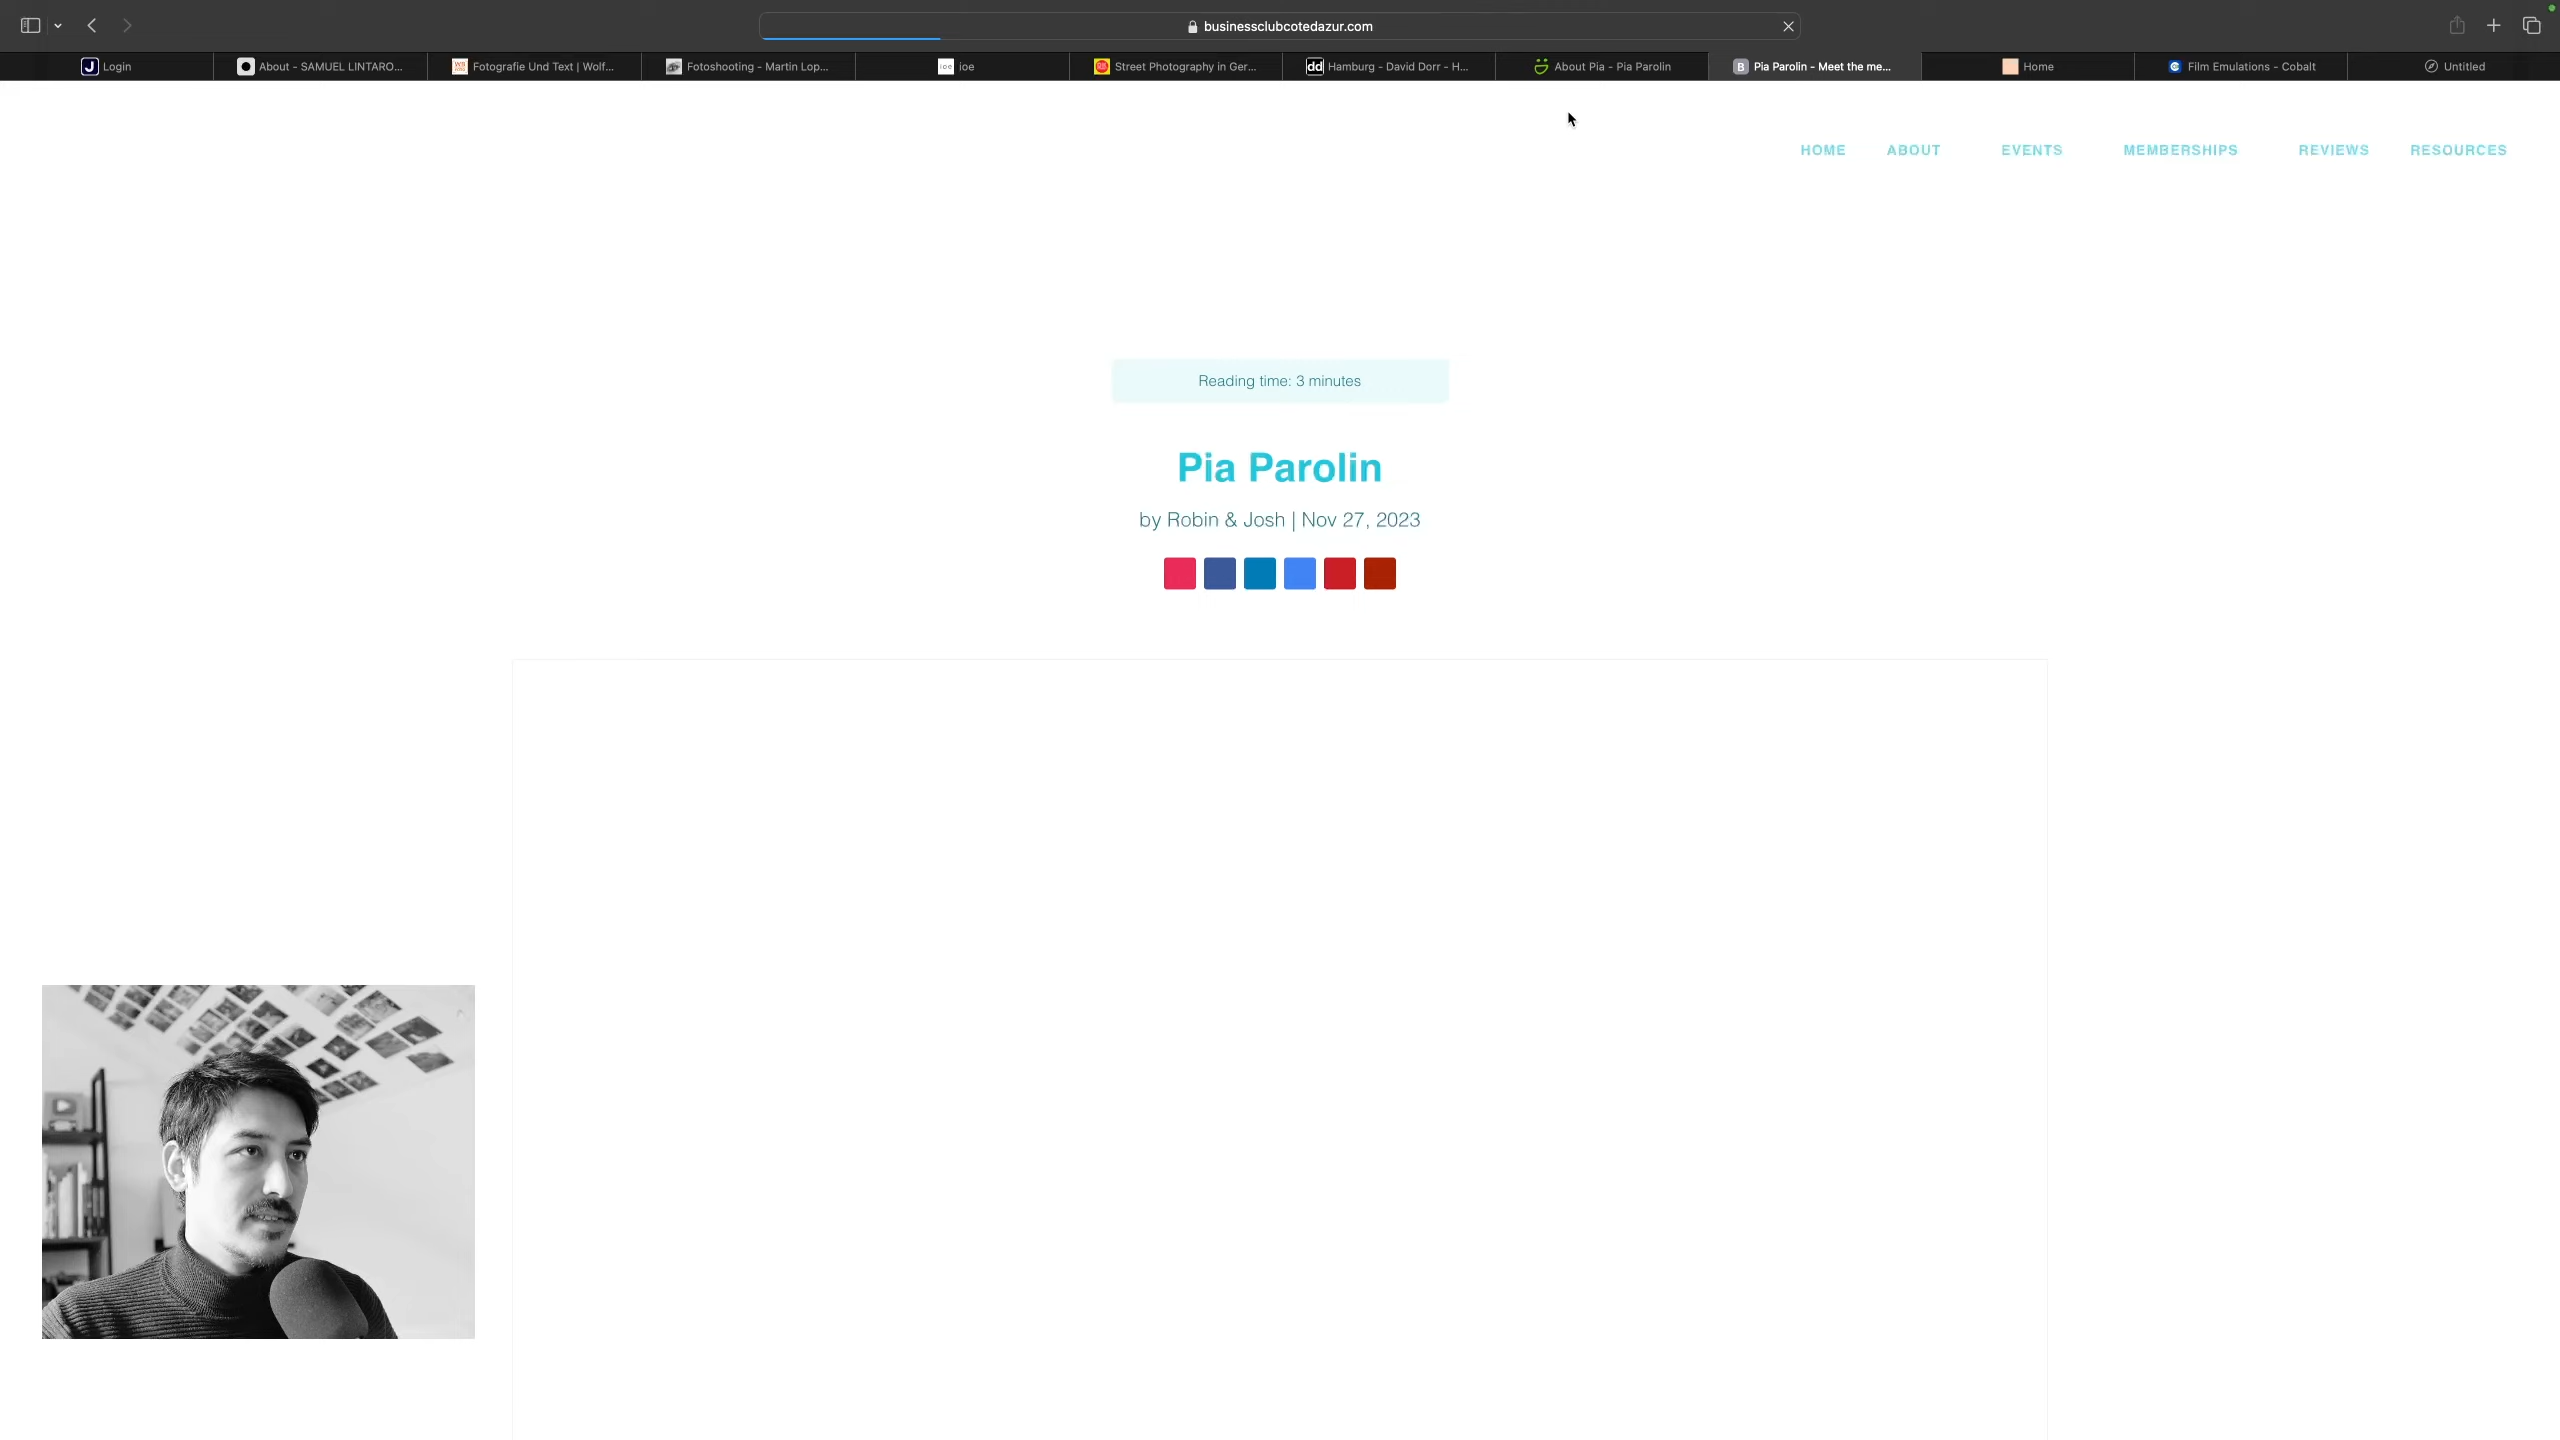 businessclubcotedazur.com
J Login
About - SAMUEL LINTARO...
Fotografie Und Text | Wolf...
Fotoshooting - Martin Lop...
ioe ioe
Street Photography in Ger...
dd Hamburg - David Dorr - H...
About Pia - Pia Parolin
B Pia Parolin - Meet the me...
Home
Film Emulations - Cobalt
Untitled
HOME ABOUT EVENTS MEMBERSHIPS REVIEWS RESOURCES
Reading time: 3 minutes
Pia Parolin
by Robin & Josh | Nov 27, 2023